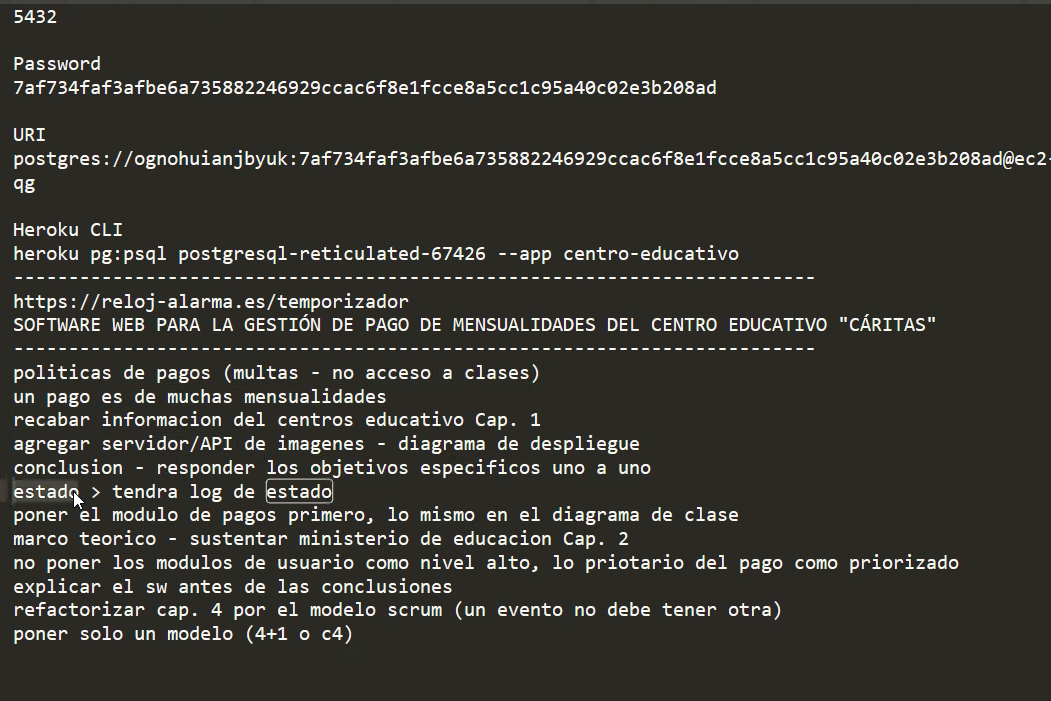 5432
Password
7af734faf3afbe6a735882246929ccac6f8e1fcce8a5cc1c95a40c02e3b208ad
URI
postgres://ognohuianjbyuk:7af734faf3afbe6a735882246929ccac6f8e1fcce8a5cc1c95a40c02e3b208ad@ec2-
qg
Heroku CLI
heroku pg:psql postgresql-reticulated-67426 --app centro-educativo
-------------------------------------------------------------------------
https://reloj-alarma.es/temporizador
SOFTWARE WEB PARA LA GESTIÓN DE PAGO DE MENSUALIDADES DEL CENTRO EDUCATIVO "CÁRITAS"
-------------------------------------------------------------------------
politicas de pagos (multas - no acceso a clases)
un pago es de muchas mensualidades
recabar informacion del centros educativo Cap. 1
agregar servidor/API de imagenes - diagrama de despliegue
conclusion - responder los objetivos especificos uno a uno
estado > tendra log de estado
poner el modulo de pagos primero, lo mismo en el diagrama de clase
marco teorico - sustentar ministerio de educacion Cap. 2
no poner los modulos de usuario como nivel alto, lo priotario del pago como priorizado
explicar el sw antes de las conclusiones
refactorizar cap. 4 por el modelo scrum (un evento no debe tener otra)
poner solo un modelo (4+1 o c4)